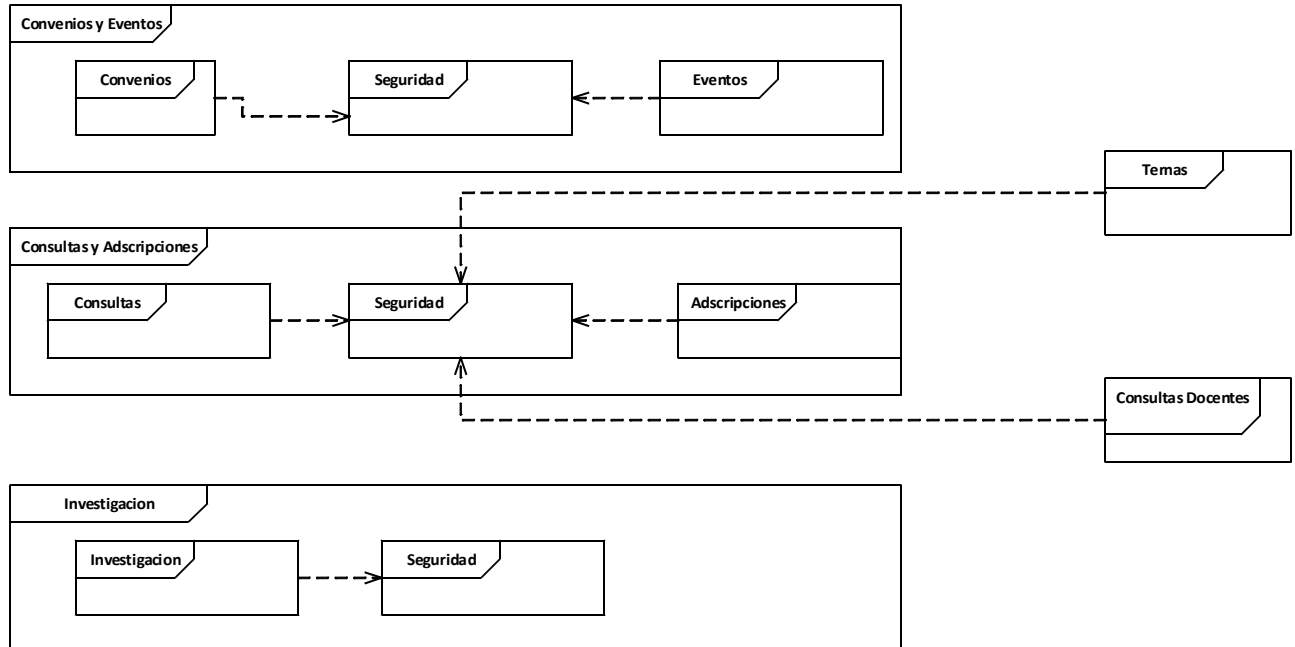 Convenios y Eventos
Convenios
Seguridad
Eventos
Temas
Consultas y Adscripciones
Consultas
Seguridad
Adscripciones
Consultas Docentes
Investigacion
Investigacion
Seguridad